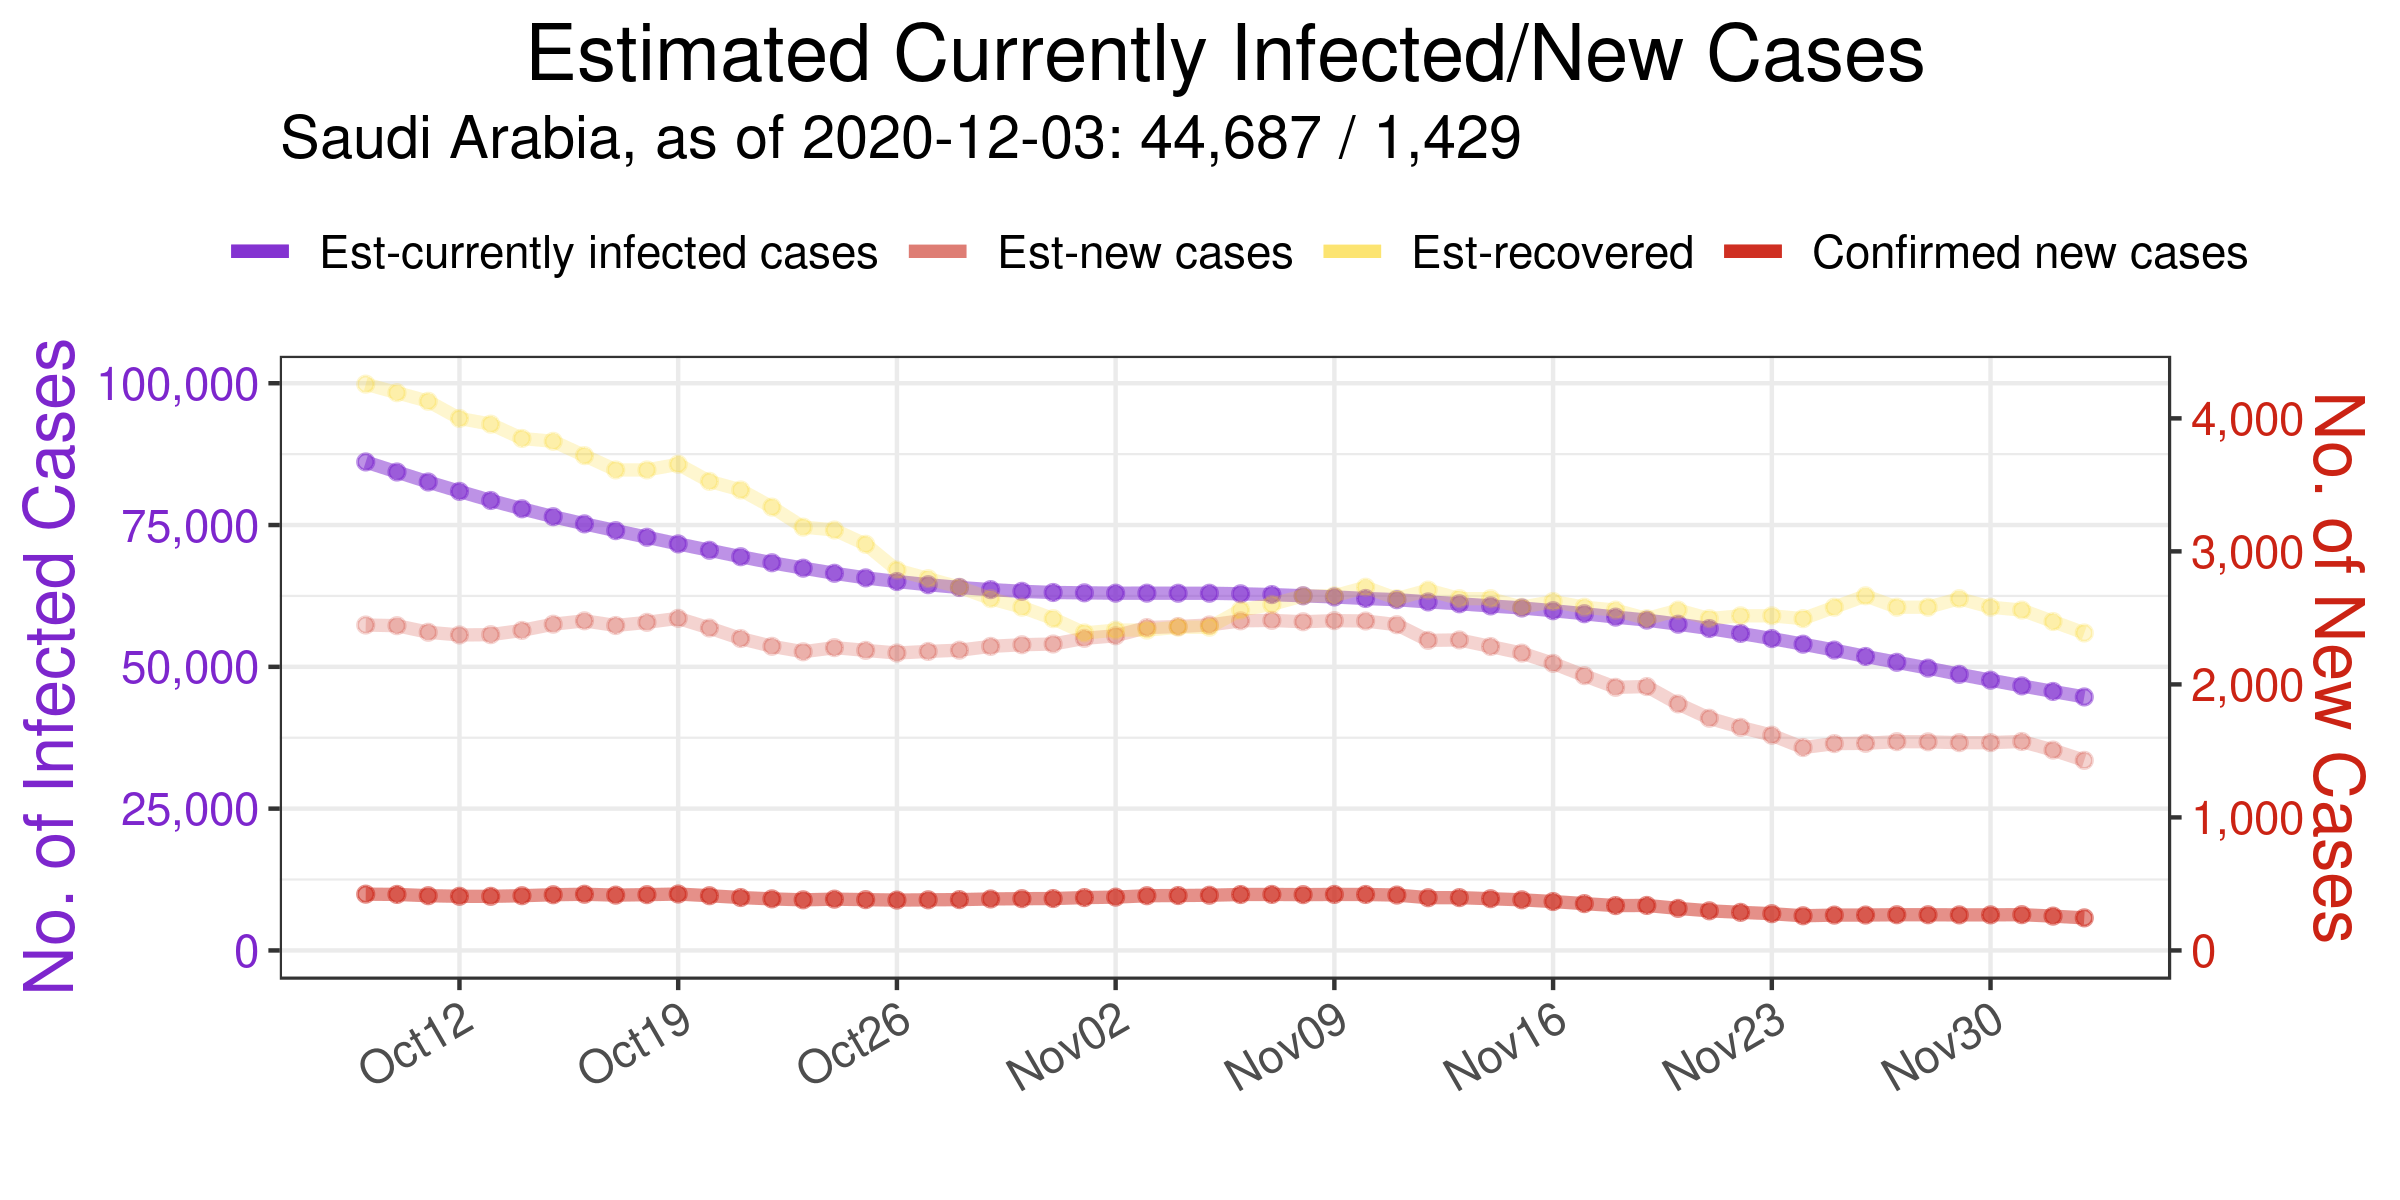 Estimated Currently Infected/New Cases
Saudi Arabia, as of 2020-12-03: 44,687 / 1,429
Est-currently infected cases Est-new cases Est-recovered Confirmed new cases
No. of Infected Cases
100,000
75,000
50,000
25,000
0
4,000
3,000
2,000
1,000
0
No. of New Cases
Oct12 Oct19 Oct26 Nov02 Nov09 Nov16 Nov23 Nov30